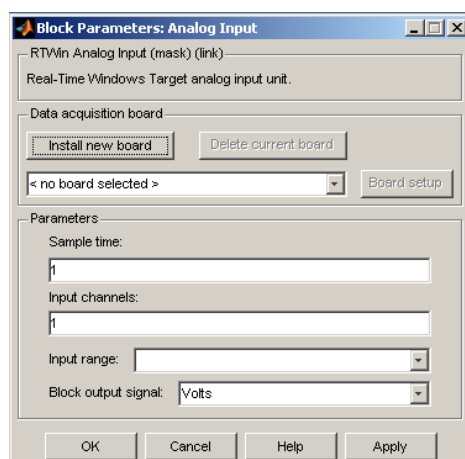 Block Parameters: Analog Input
RTWin Analog Input (mask) (link)
Real-Time Windows Target analog input unit.
Data acquisition board
Install new board
Delete current board
< no board selected >
Board setup
Parameters
Sample time:
1
Input channels:
1
Input range:
Block output signal: Volts
OK Cancel Help Apply